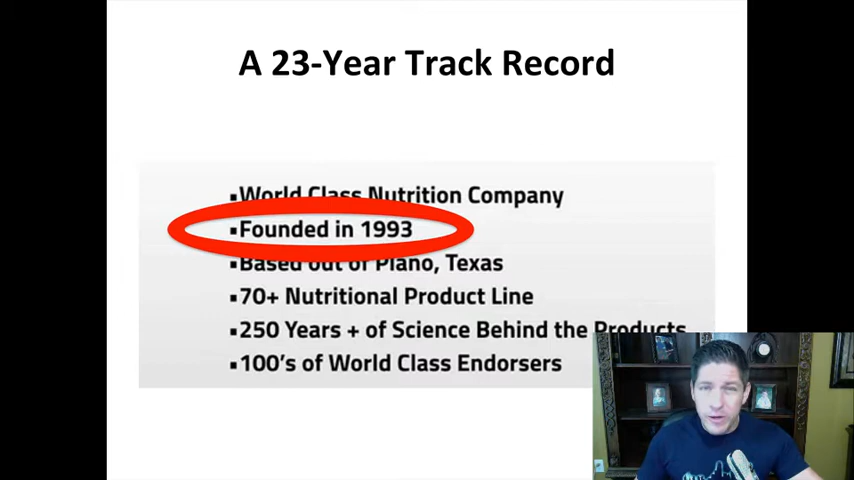 A 23-Year Track Record
▪World Class Nutrition Company
▪Founded in 1993
▪Based out of Plano, Texas
▪70+ Nutritional Product Line
▪250 Years + of Science Behind the Products
▪100’s of World Class Endorsers